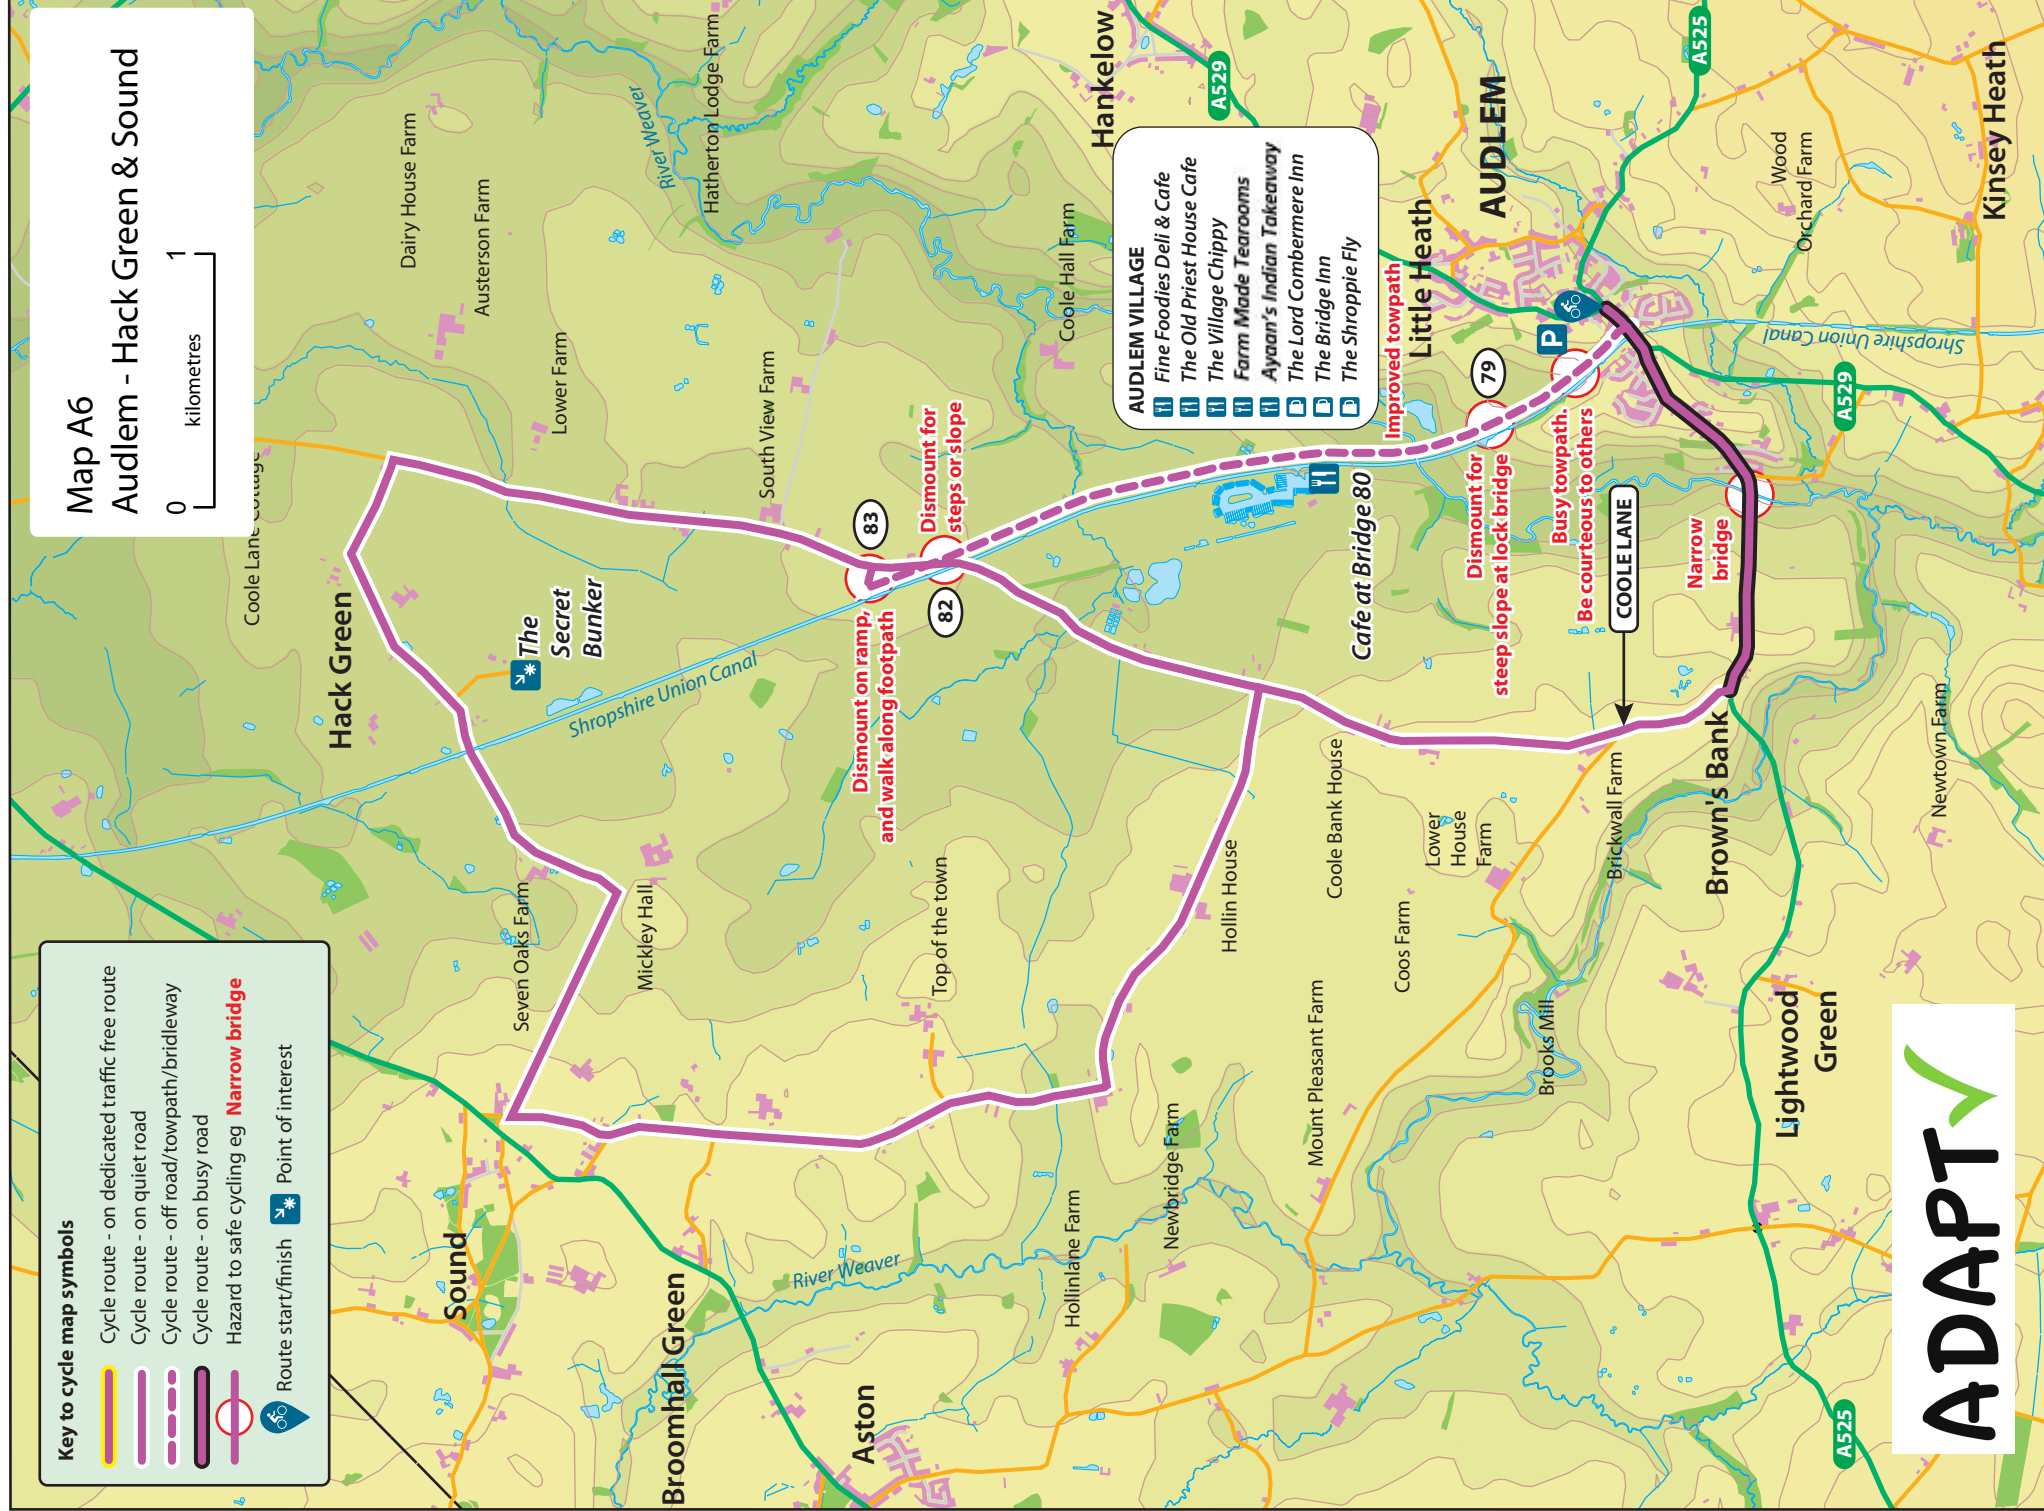 Map A6
Audlem - Hack Green & Sound
0 1
kilometres
Key to cycle map symbols
Cycle route - on dedicated traffic free route
Cycle route - on quiet road
Cycle route - off road/towpath/bridleway
Cycle route - on busy road
Hazard to safe cycling eg Narrow bridge
Route start/finish
Point of interest
Sound
Broomhall Green
Aston
Seven Oaks Farm
Mickley Hall
Top of the town
River Weaver
Hollinlane Farm
Newbridge Farm
Hollin House
Mount Pleasant Farm
Coos Farm
Coole Bank House
Lower
House
Farm
Brooks Mill
Brickwall Farm
Brown's Bank
Lightwood
Green
Newtown Farm
A525
ADAPT
Hack Green
Coole Lane Cottage
The
Secret
Bunker
Shropshire Union Canal
Dairy House Farm
Austerson Farm
Lower Farm
South View Farm
River Weaver
Hatherton Lodge Farm
Coole Hall Farm
Hankelow
A529
83
82
Dismount for
steps or slope
Dismount on ramp,
and walk along footpath
AUDLEM VILLAGE
Fine Foodies Deli & Cafe
The Old Priest House Cafe
The Village Chippy
Farm Made Tearooms
Ayaan's Indian Takeaway
The Lord Combermere Inn
The Bridge Inn
The Shroppie Fly
Cafe at Bridge 80
Improved towpath
Little Heath
AUDLEM
79
P
Dismount for
steep slope at lock bridge
Busy towpath.
Be courteous to others
COOLE LANE
Narrow
bridge
Shropshire Union Canal
A529
A525
Wood
Orchard Farm
Kinsey Heath